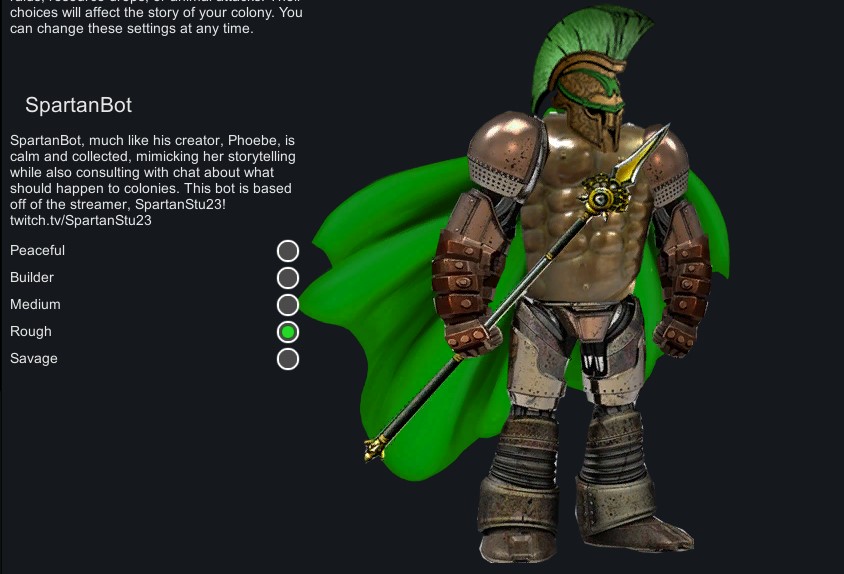 choices will affect the story of your colony. You
can change these settings at any time.
SpartanBot
SpartanBot, much like his creator, Phoebe, is
calm and collected, mimicking her storytelling
while also consulting with chat about what
should happen to colonies. This bot is based
off of the streamer, SpartanStu23!
twitch.tv/SpartanStu23
Peaceful
Builder
Medium
Rough
Savage